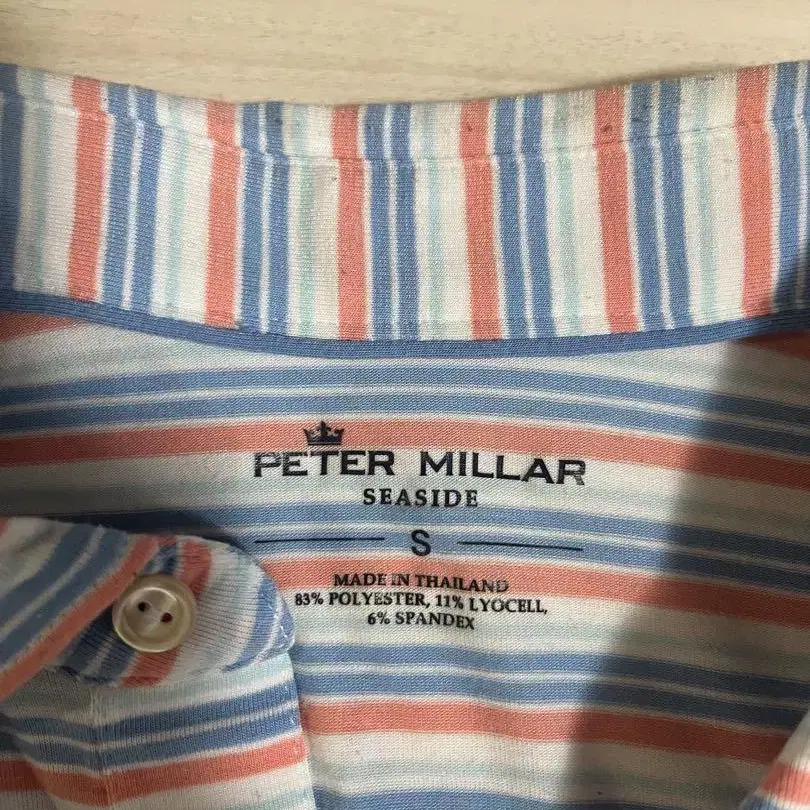 PETER MILLAR
SEASIDE
S
MADE IN THAILAND
83% POLYESTER, 11% LYOCELL,
6% SPANDEX